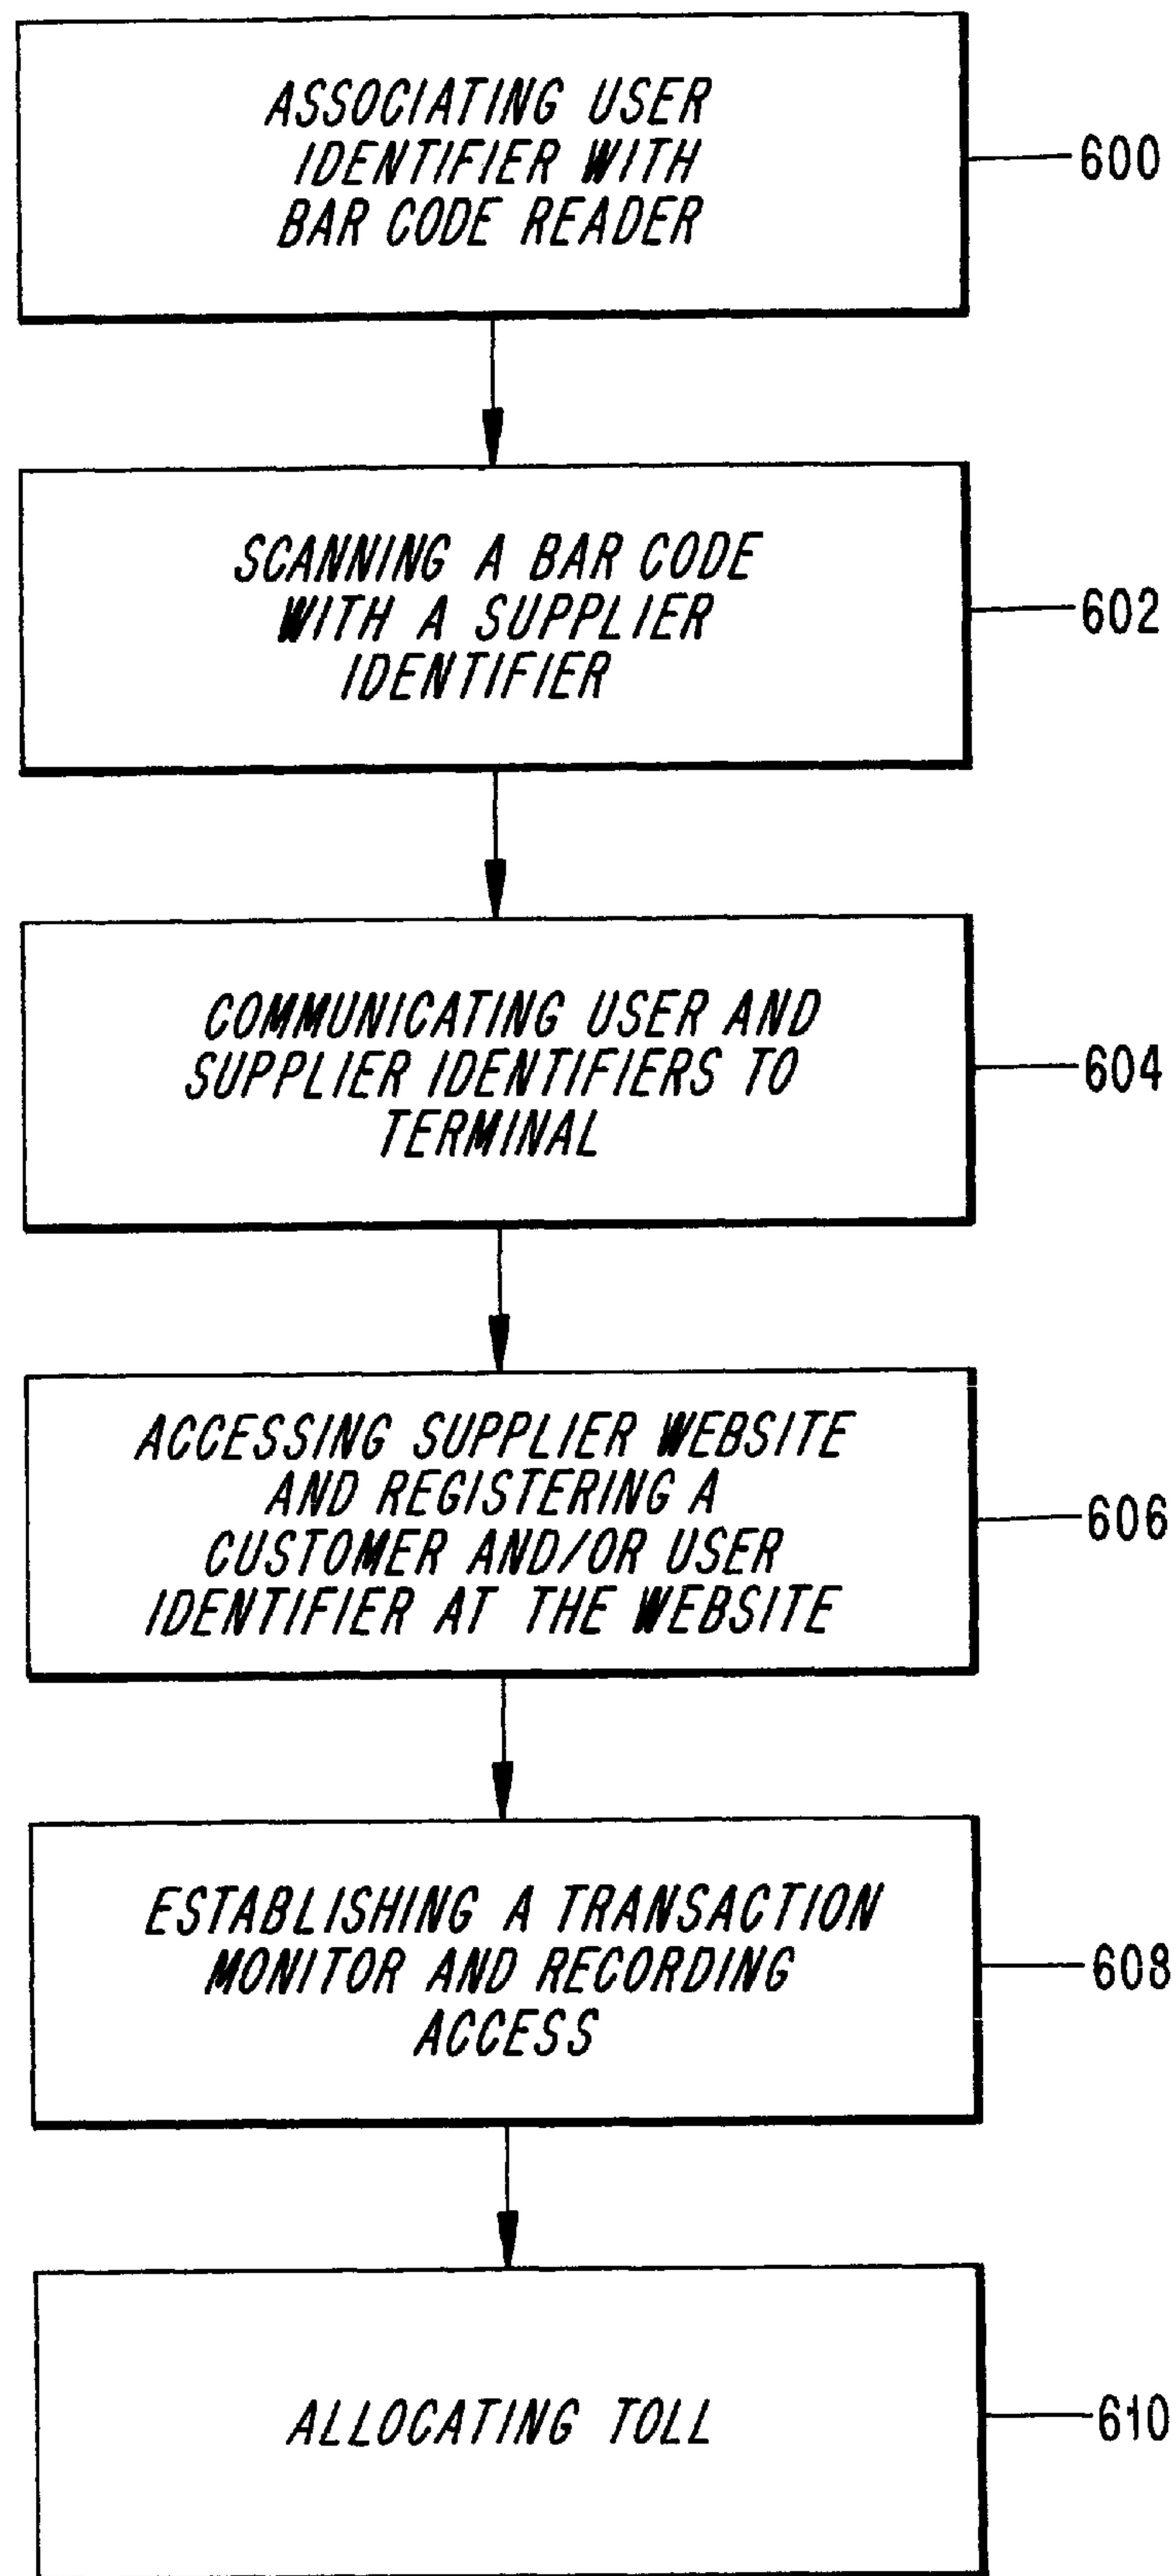 ASSOCIATING USER
IDENTIFIER WITH
BAR CODE READER
600
SCANNING A BAR CODE
WITH A SUPPLIER
IDENTIFIER
602
COMMUNICATING USER AND
SUPPLIER IDENTIFIERS TO
TERMINAL
604
ACCESSING SUPPLIER WEBSITE
AND REGISTERING A
CUSTOMER AND/OR USER
IDENTIFIER AT THE WEBSITE
606
ESTABLISHING A TRANSACTION
MONITOR AND RECORDING
ACCESS
608
ALLOCATING TOLL
610